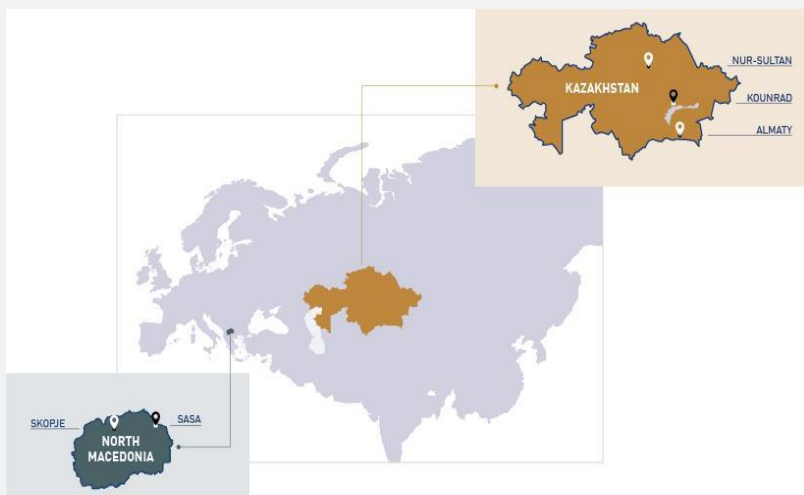 NUR-SULTAN
KAZAKHSTAN
KOUNRAD
ALMATY
SKOPJE
SASA
NORTH
MACEDONIA